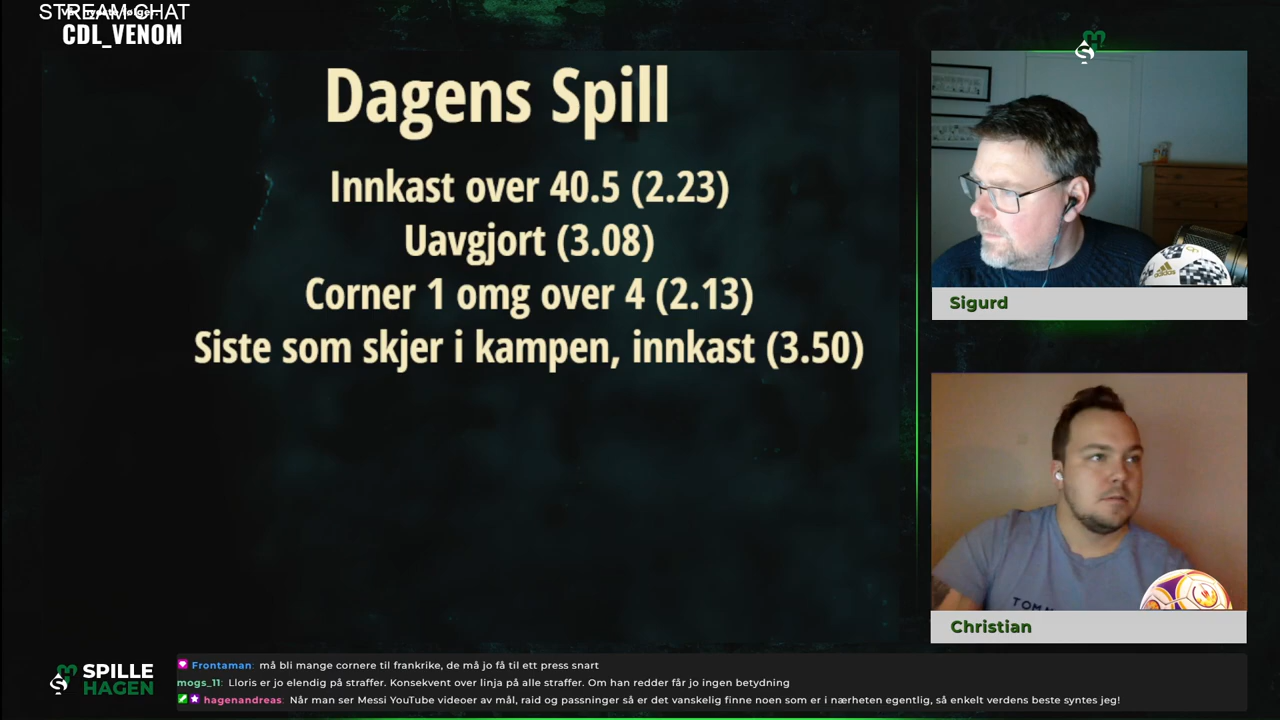 STREAM CHAT
CDL_VENOM
Dagens Spill
Innkast over 40.5 (2.23)
Uavgjort (3.08)
Corner 1 omg over 4 (2.13)
Siste som skjer i kampen, innkast (3.50)
Sigurd
Christian
SPILLE
HAGEN
Frontaman: må bli mange cornere til frankrike, de må jo få til ett press snart
mogs_11: Lloris er jo elendig på straffer. Konsekvent over linja på alle straffer. Om han redder får jo ingen betydning
hagenandreas: Når man ser Messi YouTube videoer av mål, raid og passninger så er det vanskelig finne noen som er i nærheten egentlig, så enkelt verdens beste syntes jeg!